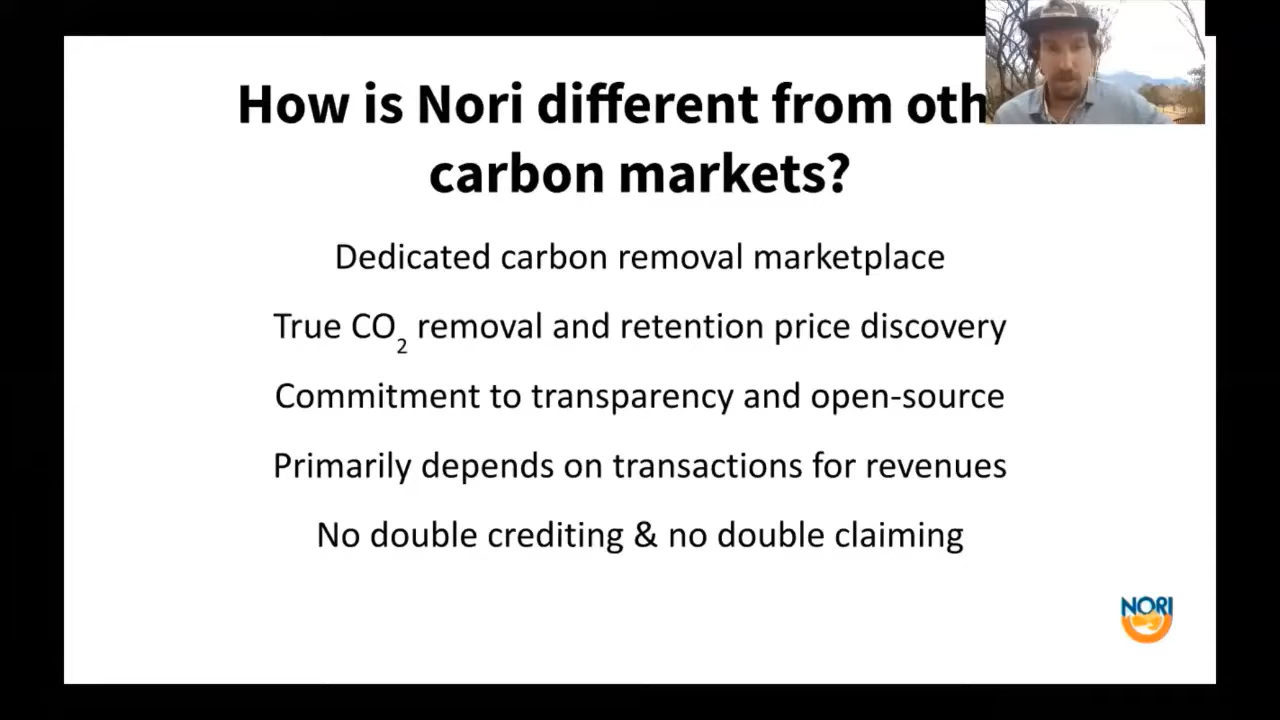 How is Nori different from oth
carbon markets?
Dedicated carbon removal marketplace
True CO₂ removal and retention price discovery
Commitment to transparency and open-source
Primarily depends on transactions for revenues
No double crediting & no double claiming
NORI